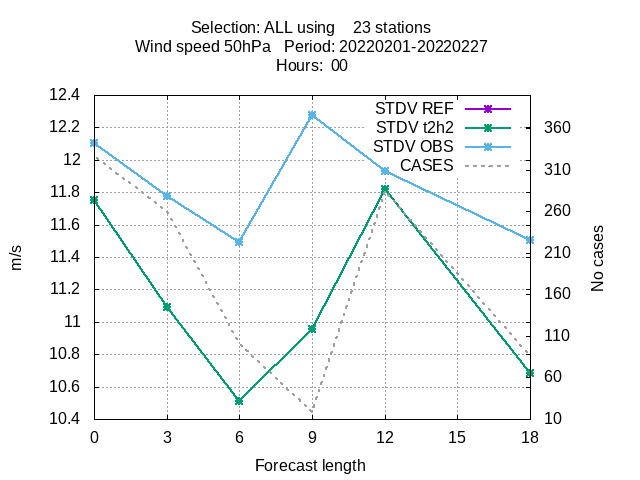 Selection: ALL using    23 stations
Wind speed 50hPa   Period: 20220201-20220227
Hours:  00
12.4
12.2
12
11.8
11.6
11.4
11.2
11
10.8
10.6
10.4
m/s
STDV REF
STDV t2h2
STDV OBS
CASES
360
310
260
210
160
110
60
10
No cases
0 3 6 9 12 15 18
Forecast length